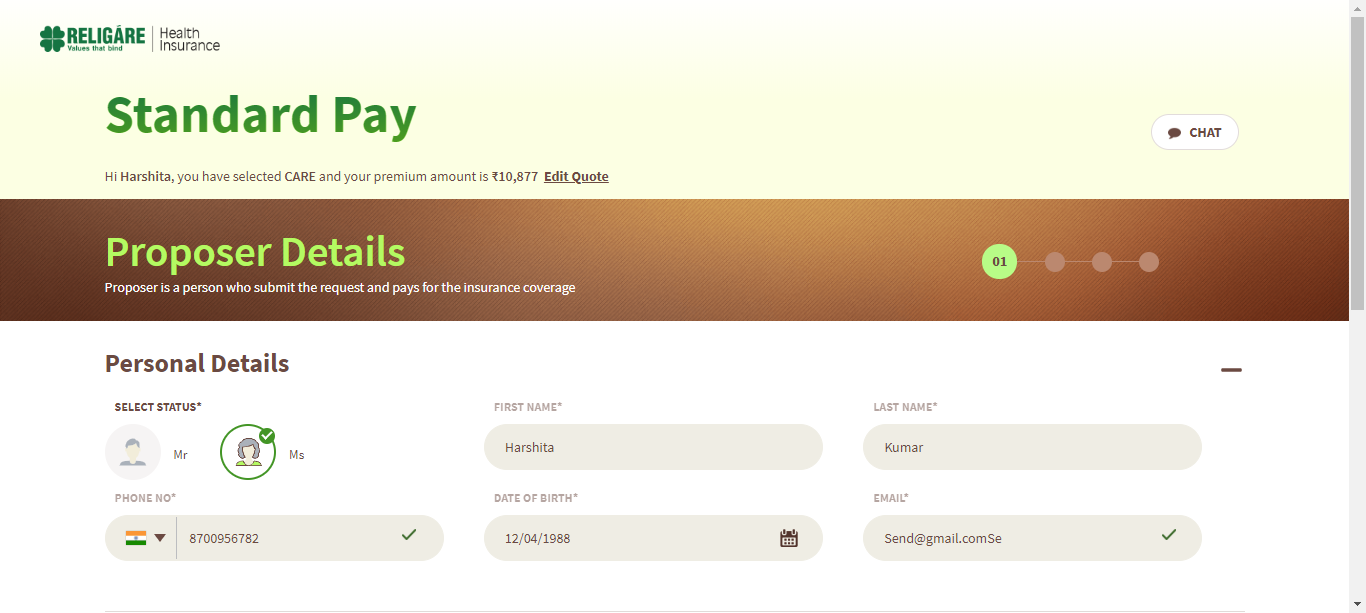 RELIGÁRE
Values that bind
Health
Insurance
Standard Pay
CHAT
Hi Harshita, you have selected CARE and your premium amount is ₹10,877 Edit Quote
Proposer Details
01
Proposer is a person who submit the request and pays for the insurance coverage
Personal Details
SELECT STATUS*
FIRST NAME*
LAST NAME*
Mr
Ms
Harshita
Kumar
PHONE NO*
DATE OF BIRTH*
EMAIL*
8700956782
12/04/1988
Send@gmail.comSe